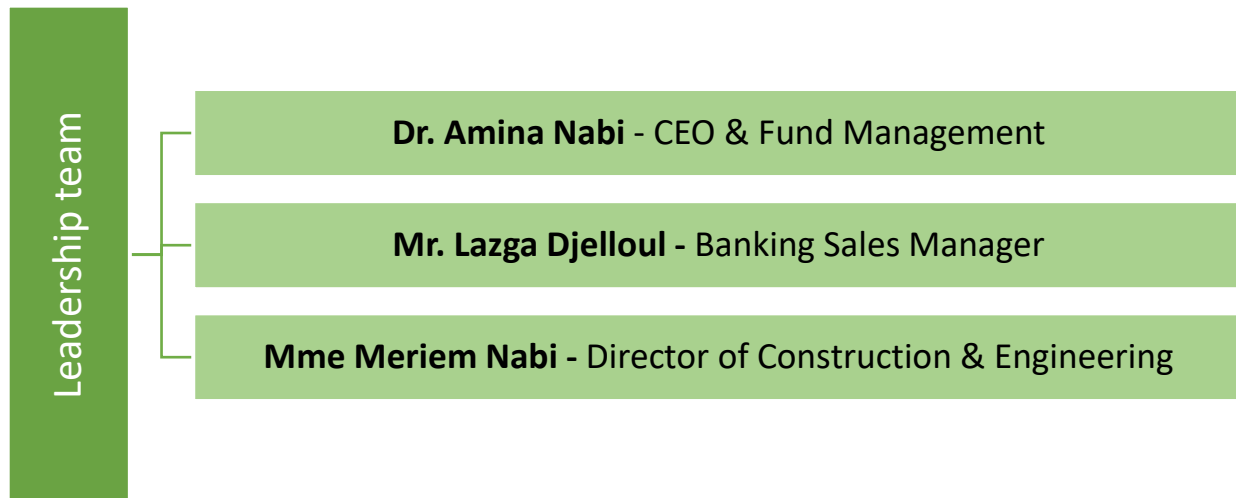 Leadership team
Dr. Amina Nabi - CEO & Fund Management
Mr. Lazga Djelloul - Banking Sales Manager
Mme Meriem Nabi - Director of Construction & Engineering